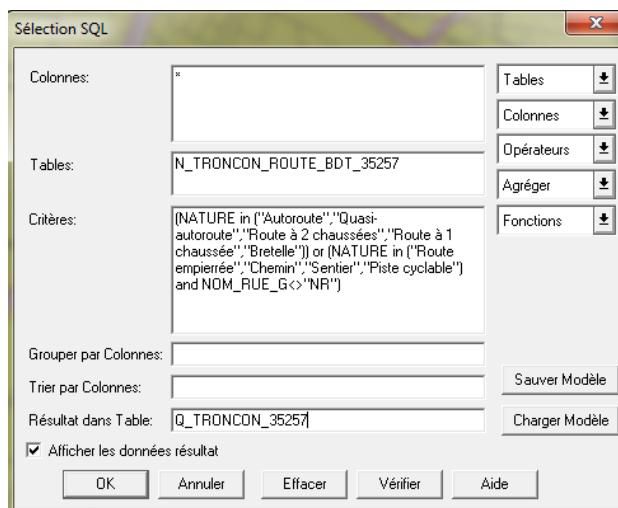 Sélection SQL
Colonnes:
*
Tables
Colonnes
Opérateurs
Agréger
Fonctions
Tables:
N_TRONCON_ROUTE_BDT_35257
Critères:
(NATURE in ("Autoroute","Quasi-
autoroute","Route à 2 chaussées","Route à 1
chaussée","Bretelle")) or (NATURE in ("Route
empierrée","Chemin","Sentier","Piste cyclable")
and NOM_RUE_G<>"NR")
Grouper par Colonnes:
Trier par Colonnes:
Sauver Modèle
Résultat dans Table:
Q_TRONCON_35257
Charger Modèle
Afficher les données résultat
OK
Annuler
Effacer
Vérifier
Aide